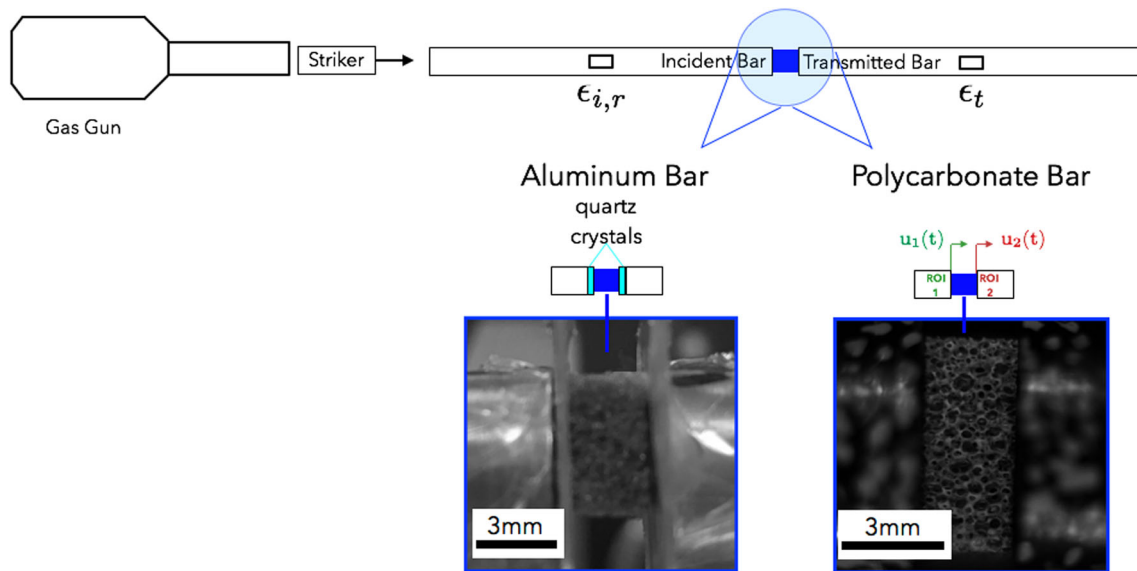 Gas Gun
Striker
Incident Bar
Transmitted Bar
ϵi,r
ϵt
Aluminum Bar
quartz
crystals
3mm
Polycarbonate Bar
u1(t)
u2(t)
ROI
1
ROI
2
3mm